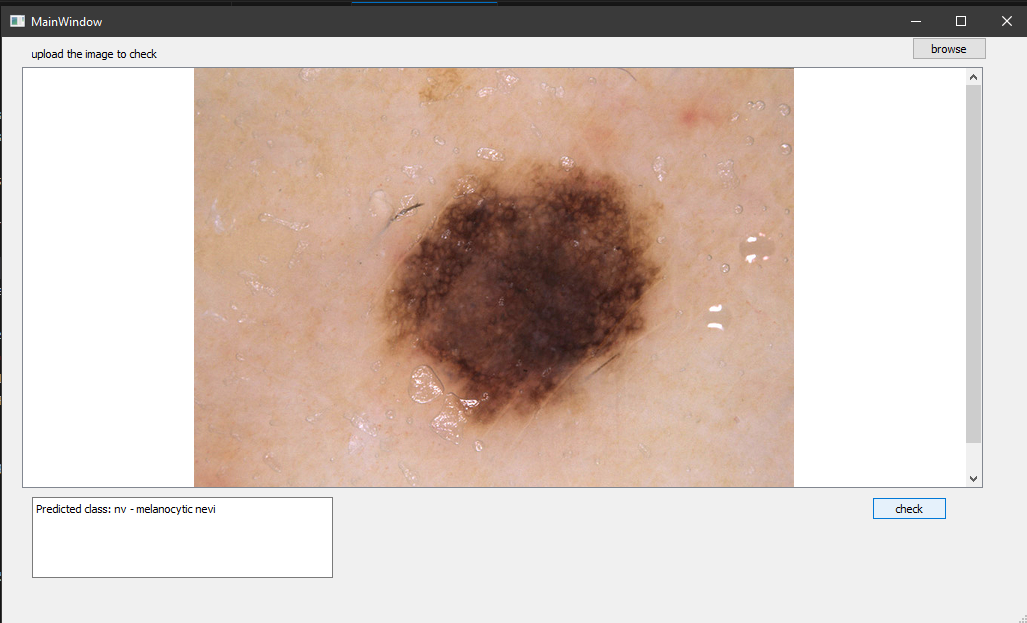 MainWindow
upload the image to check
browse
Predicted class: nv - melanocytic nevi
check